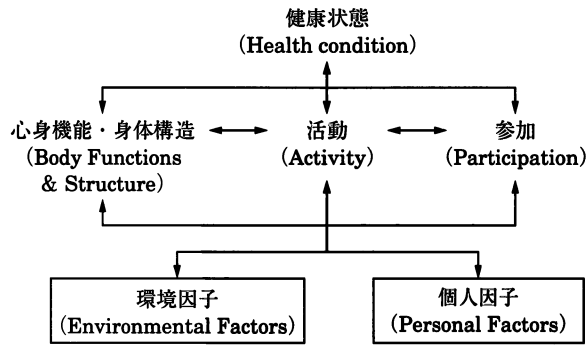 健康状態
(Health condition)
心身機能・身体構造
(Body Functions
& Structure)
活動
(Activity)
参加
(Participation)
環境因子
(Environmental Factors)
個人因子
(Personal Factors)